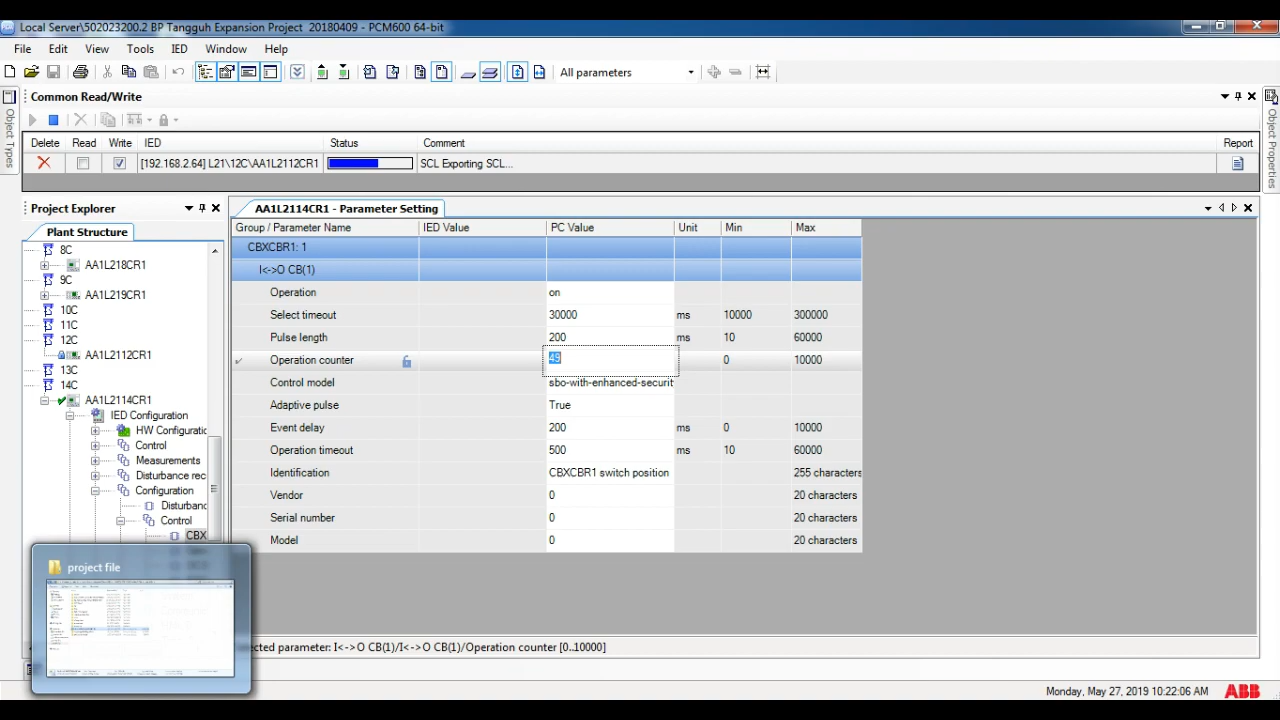 Local Server\502023200.2 BP Tangguh Expansion Project 20180409 - PCM600 64-bit
File Edit View Tools IED Window Help
All parameters
Common Read/Write
Delete Read Write IED Status Comment Report
[192.168.2.64] L21\12C\AA1L2112CR1 SCL Exporting SCL...
Object Types
Object Properties
Project Explorer
Plant Structure
8C
AA1L218CR1
9C
AA1L219CR1
10C
11C
12C
AA1L2112CR1
13C
14C
AA1L2114CR1
IED Configuration
HW Configuratic
Control
Measurements
Disturbance rec
Configuration
Disturbanc
Control
CBX
AA1L2114CR1 - Parameter Setting
Group / Parameter Name IED Value PC Value Unit Min Max
CBXCBR1: 1
I<->O CB(1)
Operation on
Select timeout 30000 ms 10000 300000
Pulse length 200 ms 10 60000
Operation counter 49 0 10000
Control model sbo-with-enhanced-securit
Adaptive pulse True
Event delay 200 ms 0 10000
Operation timeout 500 ms 10 60000
Identification CBXCBR1 switch position 255 characters
Vendor 0 20 characters
Serial number 0 20 characters
Model 0 20 characters
project file
ected parameter: I<->O CB(1)/I<->O CB(1)/Operation counter [0..10000]
Monday, May 27, 2019 10:22:06 AM ABB